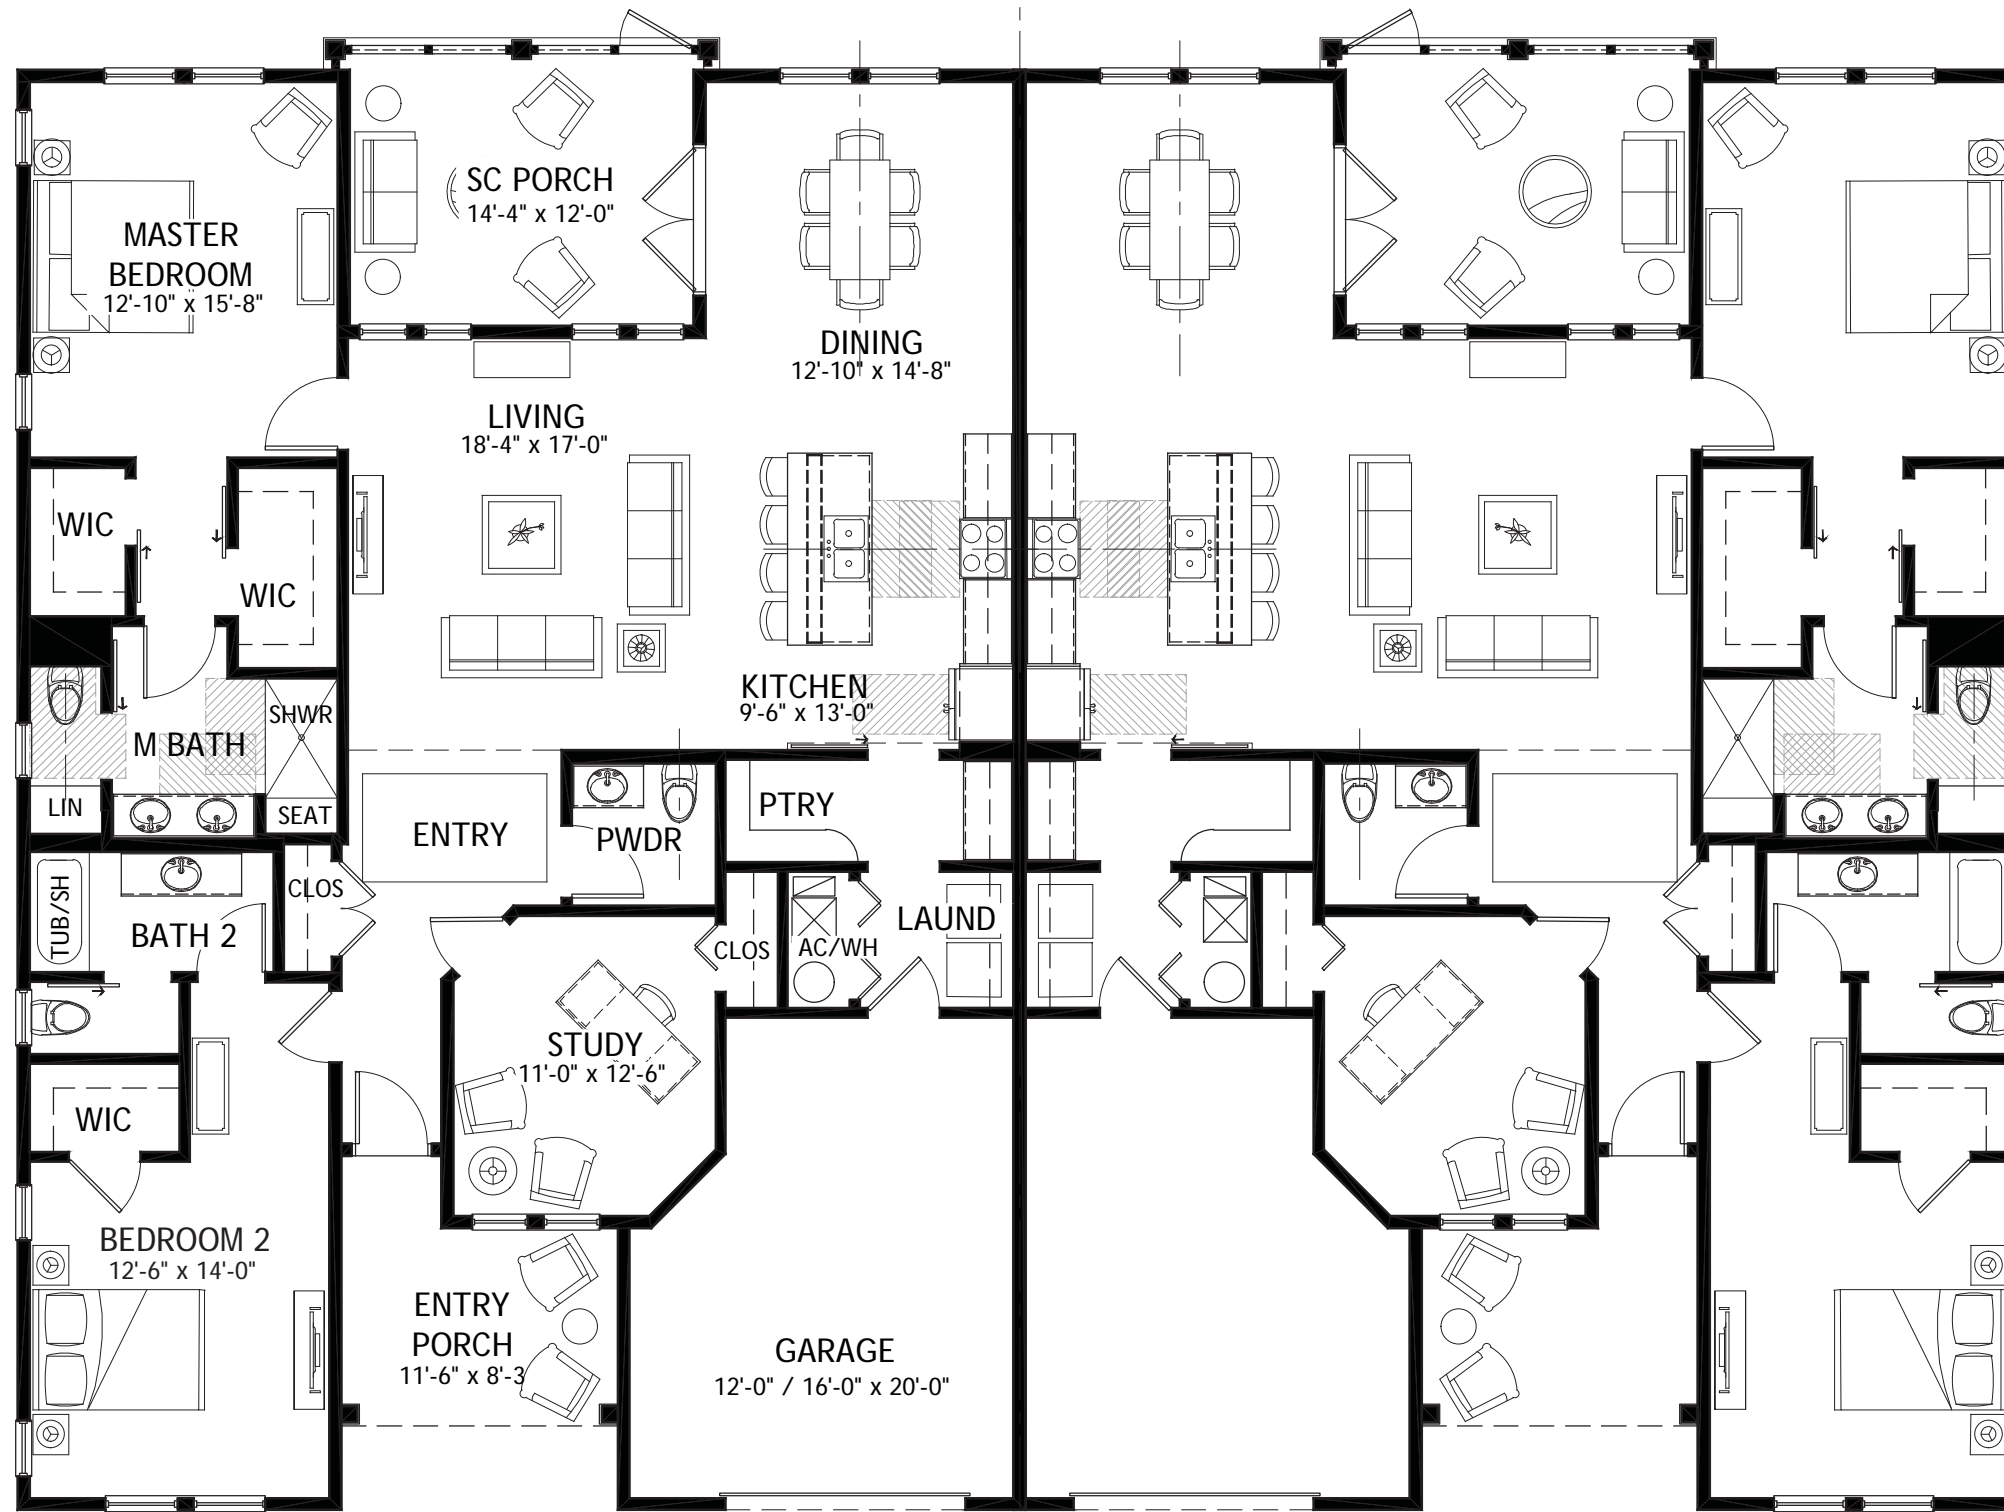 SC PORCH
14'-4" x 12'-0"
MASTER
BEDROOM
12'-10" x 15'-8"
DINING
12'-10" x 14'-8"
LIVING
18'-4" x 17'-0"
WIC
WIC
KITCHEN
9'-6" x 13'-0"
SHWR
M BATH
LIN
SEAT
ENTRY
PWDR
PTRY
CLOS
TUB/SH
BATH 2
LAUND
CLOS
AC/WH
STUDY
11'-0" x 12'-6"
WIC
BEDROOM 2
12'-6" x 14'-0"
ENTRY
PORCH
11'-6" x 8'-3
GARAGE
12'-0" / 16'-0" x 20'-0"